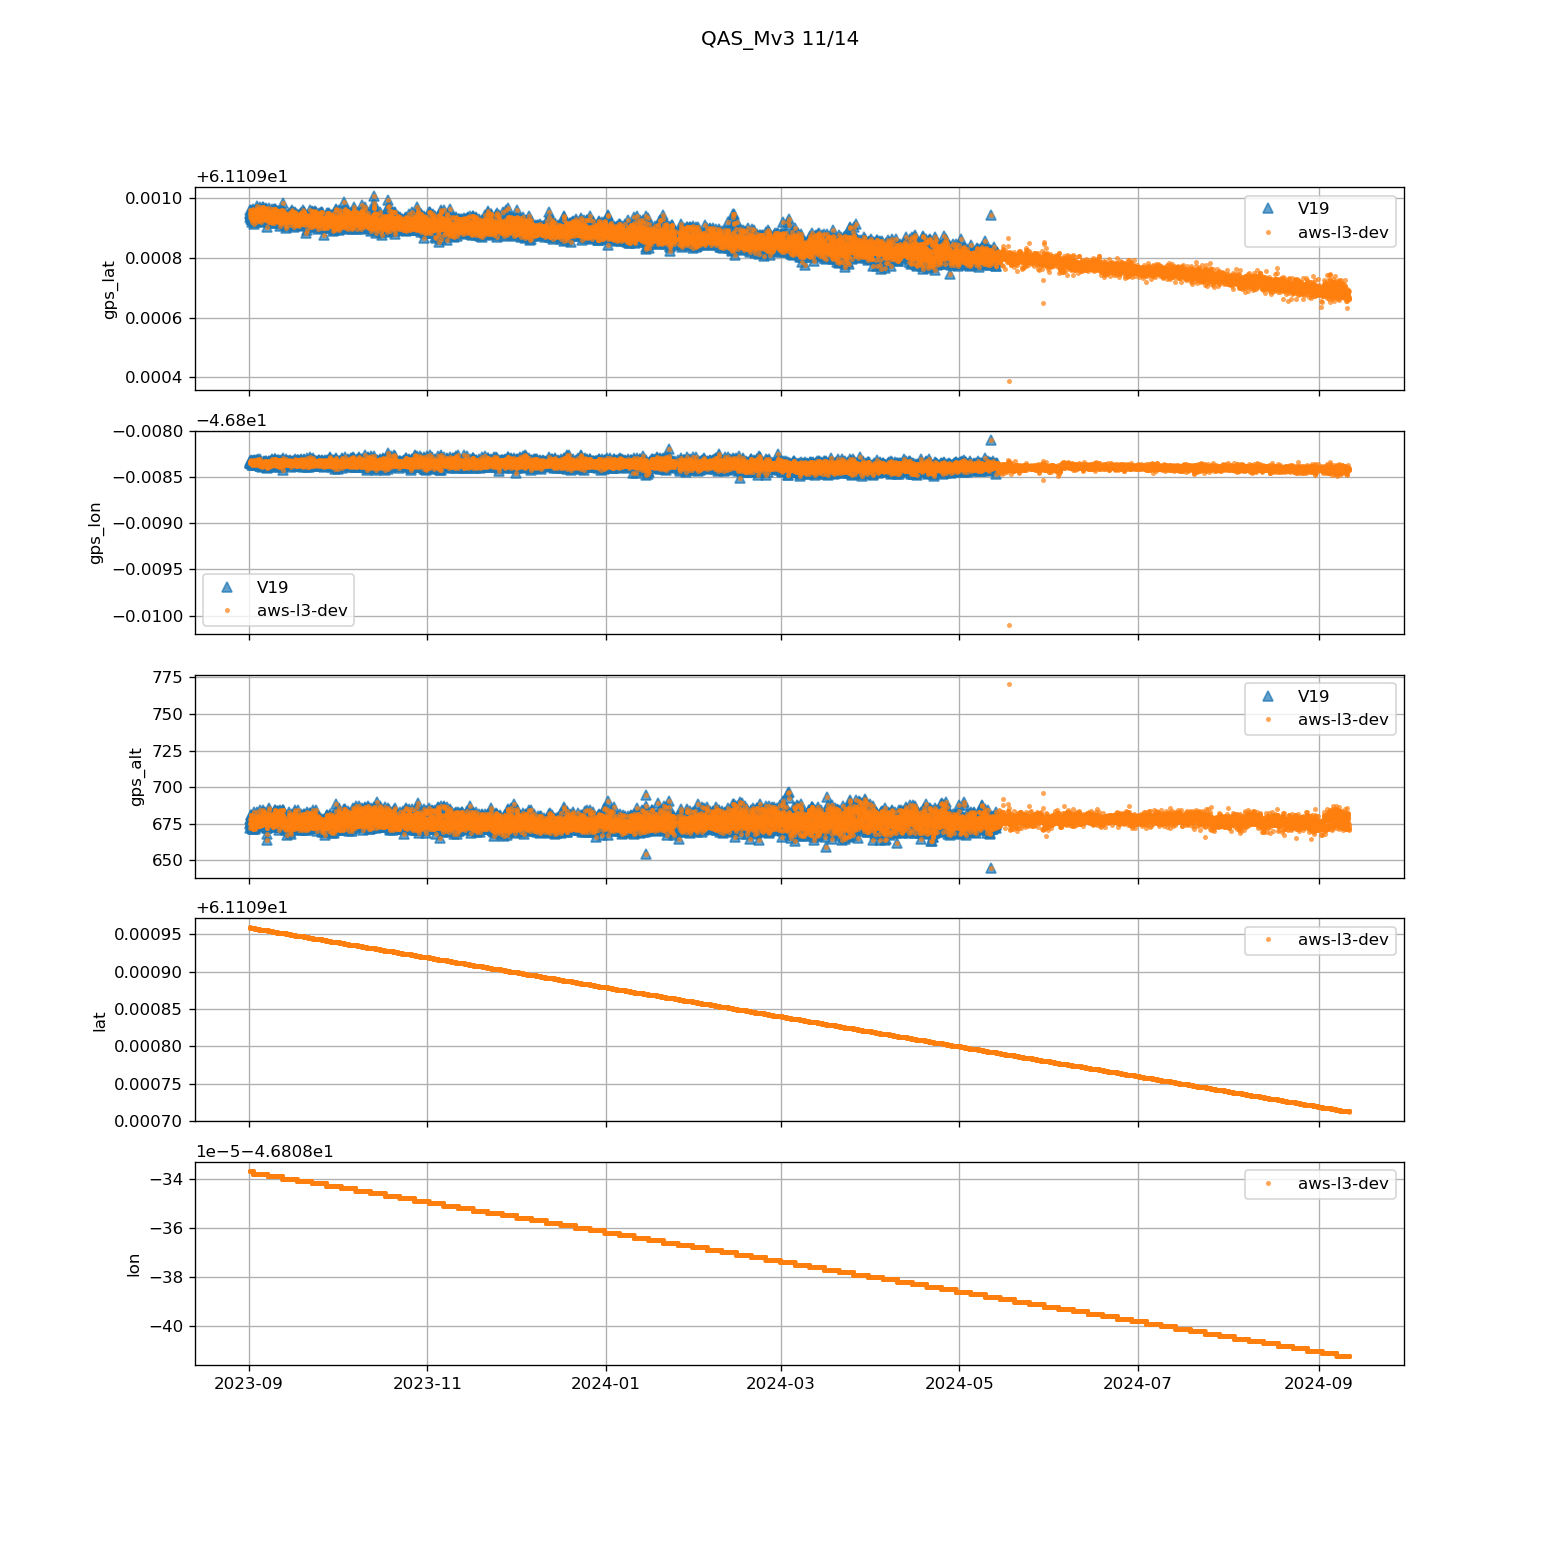 QAS_Mv3 11/14
+6.1109e1
0.0010
0.0008
0.0006
0.0004
gps_lat
V19
aws-l3-dev
−4.68e1
−0.0080
−0.0085
−0.0090
−0.0095
−0.0100
gps_lon
V19
aws-l3-dev
775
750
725
700
675
650
gps_alt
V19
aws-l3-dev
+6.1109e1
0.00095
0.00090
0.00085
0.00080
0.00075
0.00070
lat
aws-l3-dev
1e−5−4.6808e1
−34
−36
−38
−40
lon
aws-l3-dev
2023-09 2023-11 2024-01 2024-03 2024-05 2024-07 2024-09